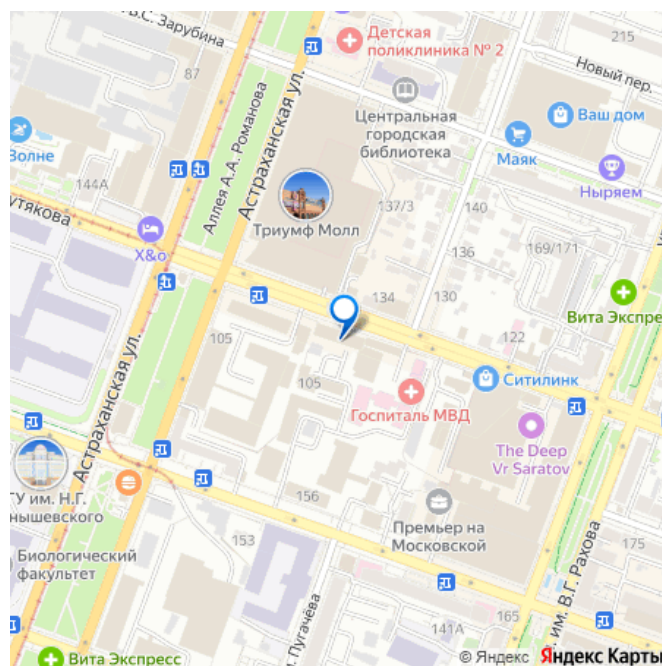 В.С. Зарубина
87
Детская
поликлиника № 2
215
Новый пер.
Аллея А.А. Романова
Астраханская ул.
Центральная
городская
библиотека
Ваш дом
Маяк
Волне
Ныряем
144А
утякова
137/3
140
Триумф Молл
X&o
136
169/171
134
130
Вита Экспрес
122
105
105
Ситилинк
Госпиталь МВД
Астраханская ул.
The Deep
Vr Saratov
ГУ им. Н.Г.
нышевского
156
Премьер на
Московской
153
175
Биологический
факультет
им. В.Г. Рахова
165
141А
. Пугачёва
Вита Экспресс
© Яндекс Яндекс Карты